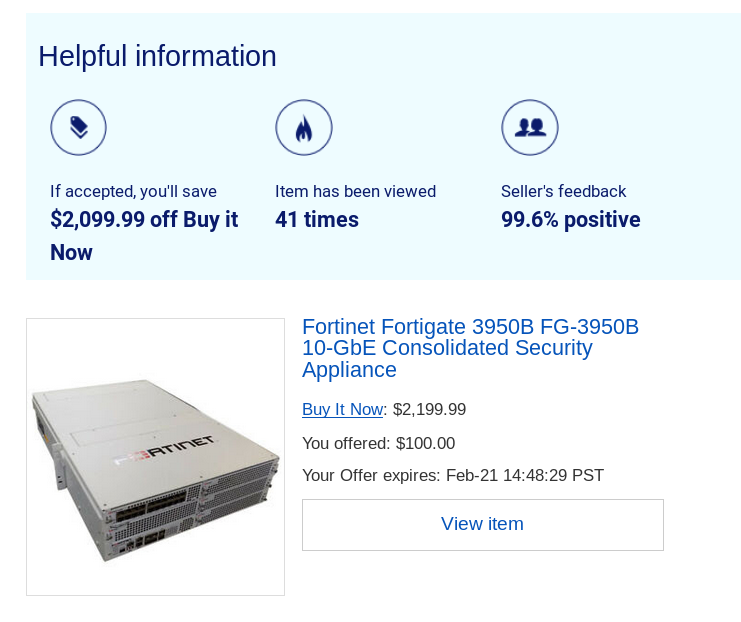 Helpful information
If accepted, you'll save
$2,099.99 off Buy it
Now
Item has been viewed
41 times
Seller's feedback
99.6% positive
FORTINET
Fortinet Fortigate 3950B FG-3950B
10-GbE Consolidated Security
Appliance
Buy It Now: $2,199.99
You offered: $100.00
Your Offer expires: Feb-21 14:48:29 PST
View item